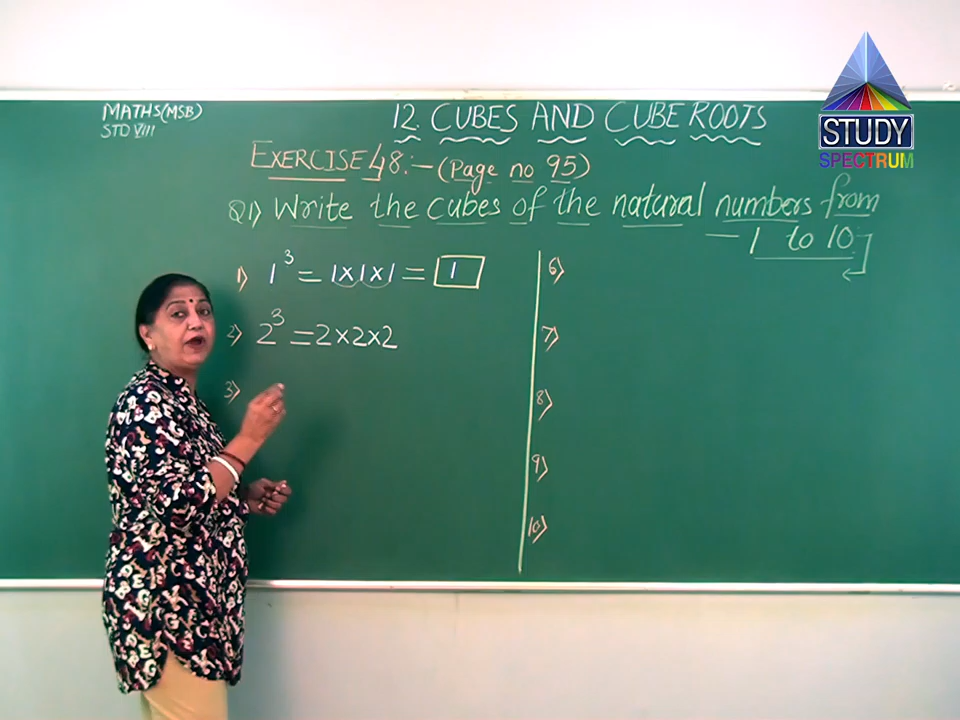 MATHS(MSB)
STD VIII
12. CUBES AND CUBE ROOTS
STUDY
SPECTRUM
EXERCISE 48:-(Page no 95)
Q1) Write the cubes of the natural numbers from
- 1 to 10.
1) 1³ = 1×1×1 = 1
2) 2³ = 2×2×2
3)
6)
7)
8)
9)
10)